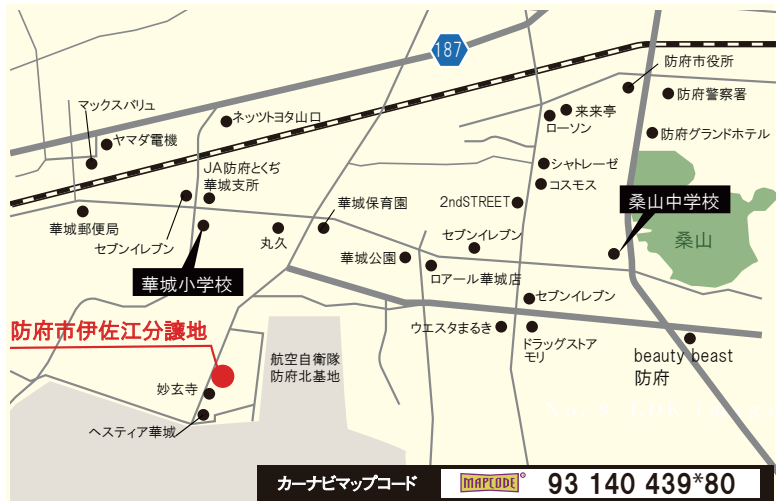 187
防府市役所
マックスバリュ
防府警察署
来来亭
ネッツトヨタ山口
ローソン
ヤマダ電機
防府グランドホテル
JA防府とくぢ
華城支所
シャトレーゼ
コスモス
華城保育園
2ndSTREET
桑山中学校
華城郵便局
セブンイレブン
丸久
セブンイレブン
桑山
華城公園
華城小学校
ロアール華城店
セブンイレブン
防府市伊佐江分譲地
ウエスタまるき
ドラッグストア
モリ
航空自衛隊
防府北基地
beauty beast
防府
妙玄寺
ヘスティア華城
カーナビマップコード
MAPCODE
93 140 439*80